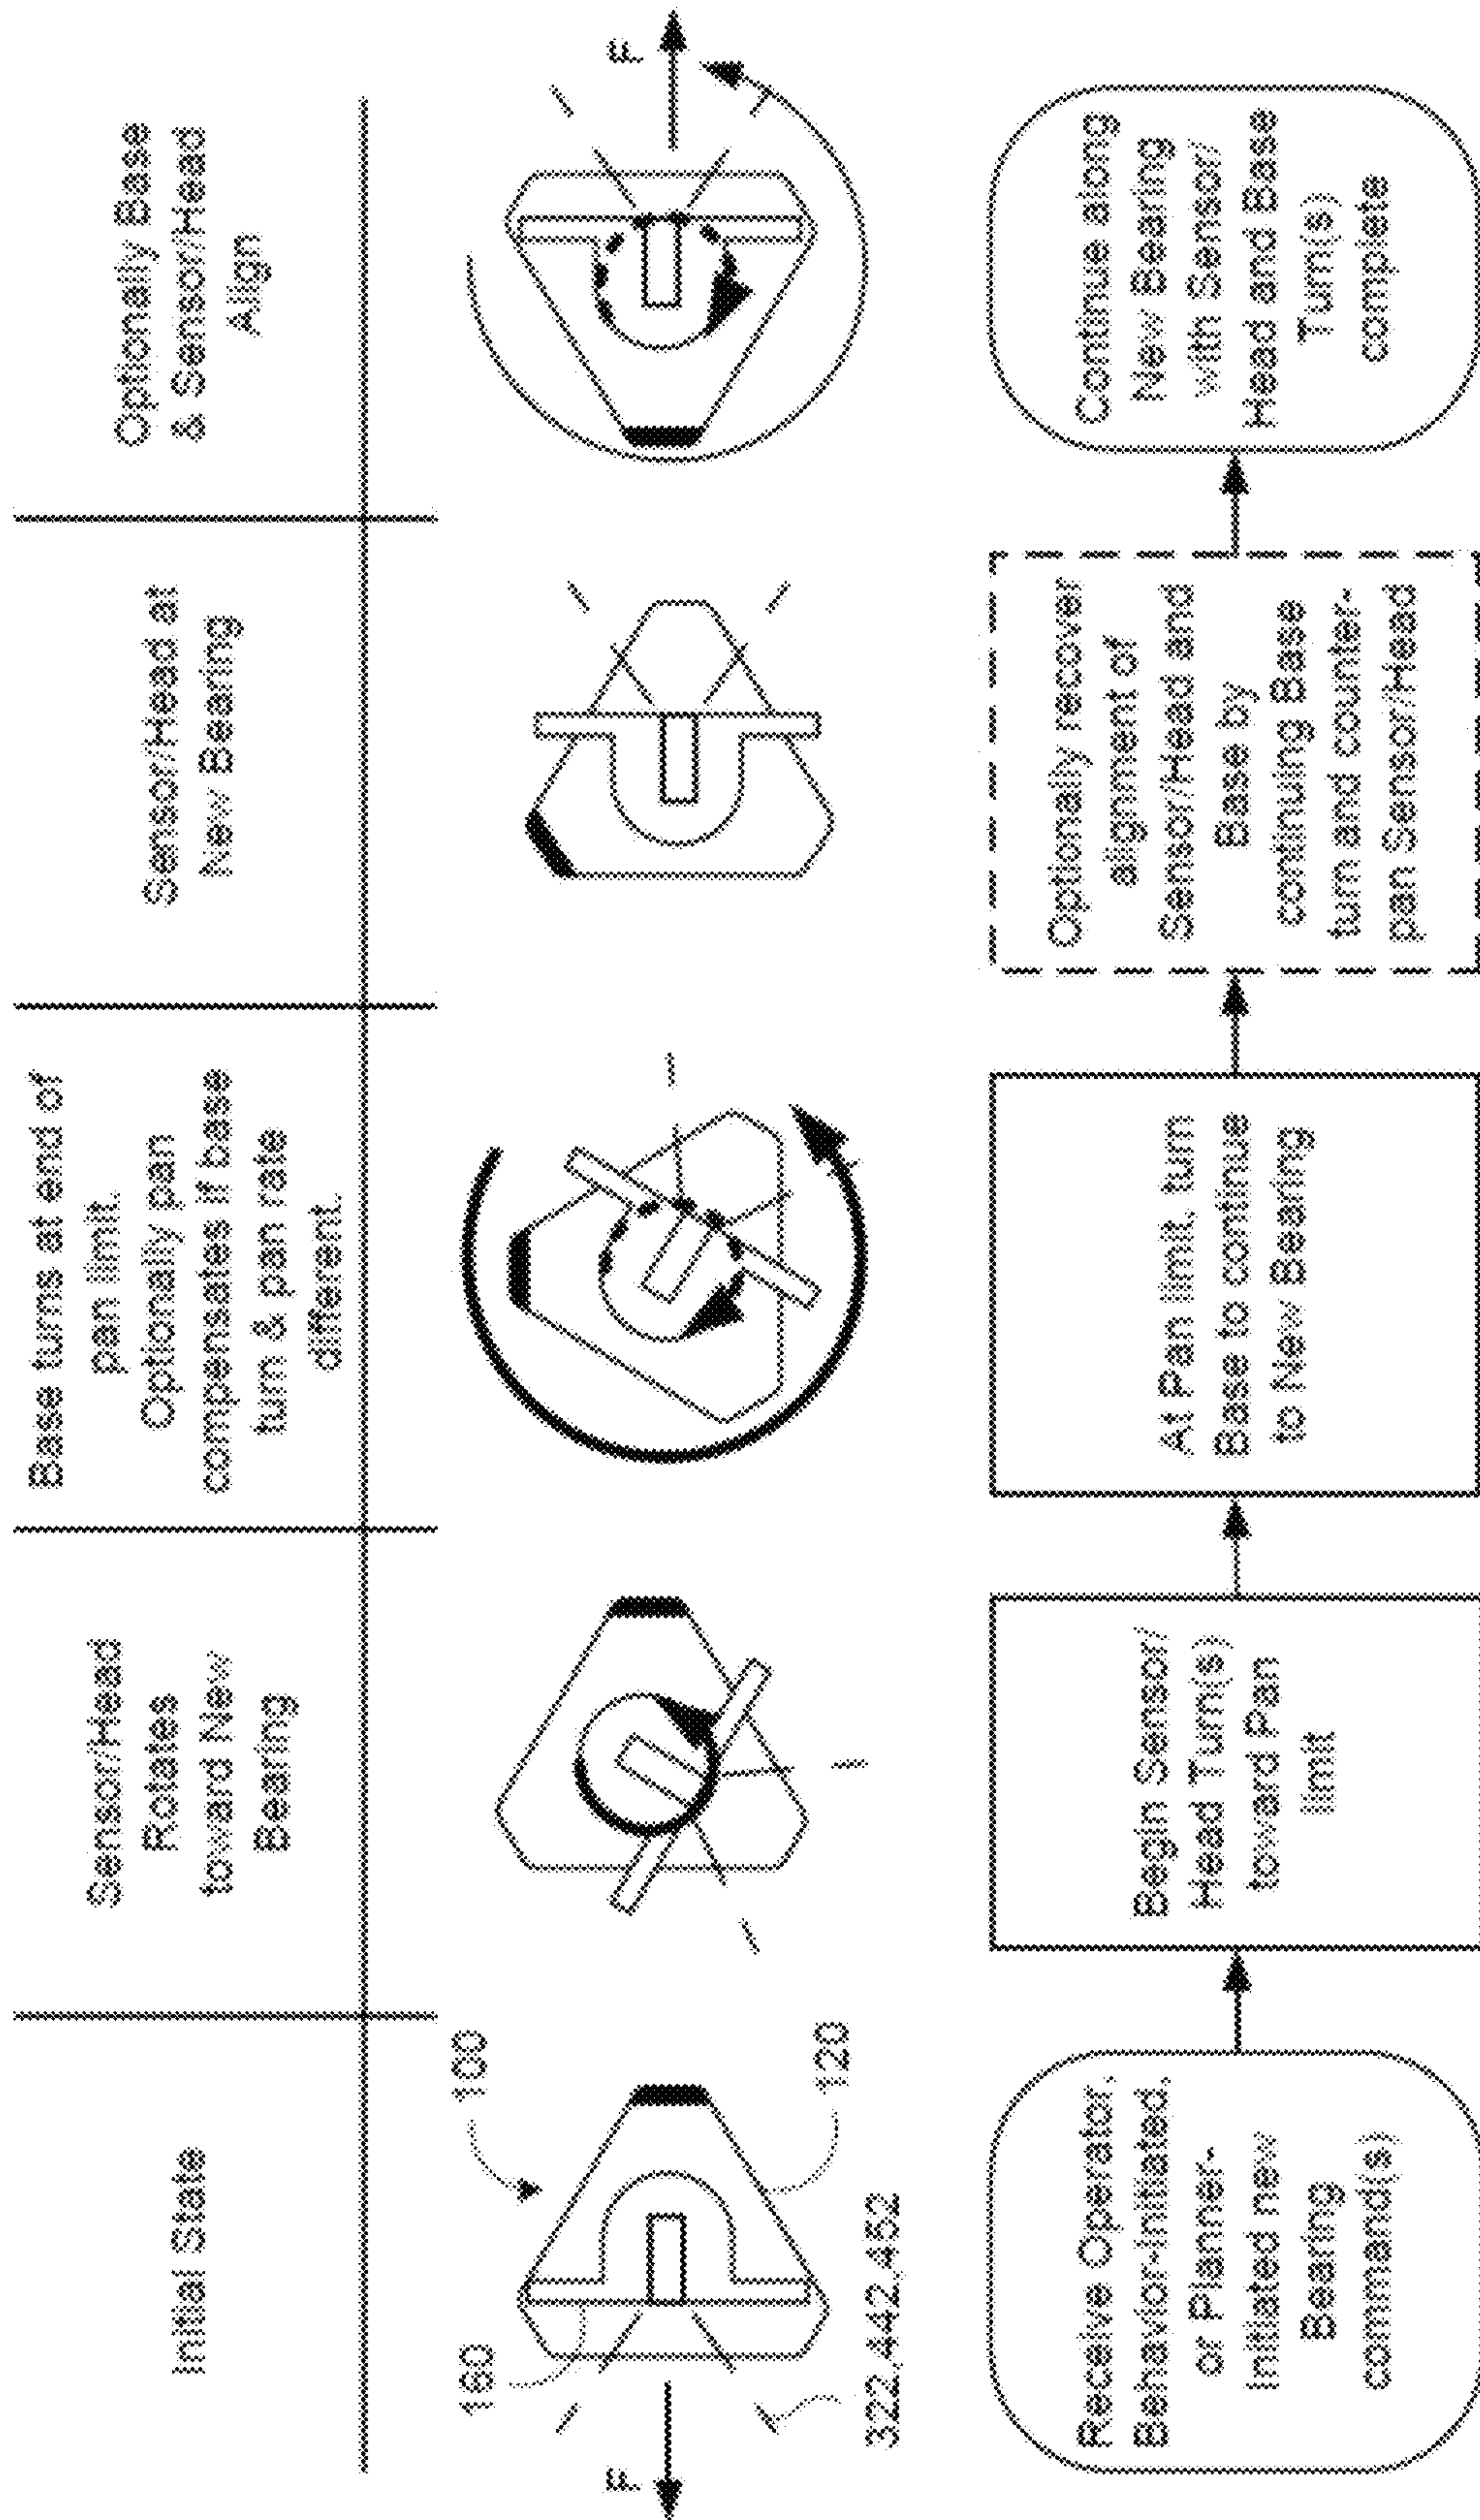 Initial State
Sensor/Head
Rotates
toward New
Bearing
Base turns at end of
pan limit.
Optionally pan
compensates if base
turn & pan rate
different.
Sensor/Head at
New Bearing
Optionally Base
& Sensor/Head
Align
F
160
100
120
322,442,452
F
Receive Operator,
Behavior-Initiated,
or Planner-
Initiated new
Bearing
command(s)
Begin Sensor/
Head Turn(s)
toward Pan
limit
At Pan limit, turn
Base to continue
to New Bearing
Optionally recover
alignment of
Sensor/Head and
Base by
continuing Base
turn and counter-
pan Sensor/Head
Continue along
New Bearing
with Sensor/
Head and Base
Turn(s)
complete